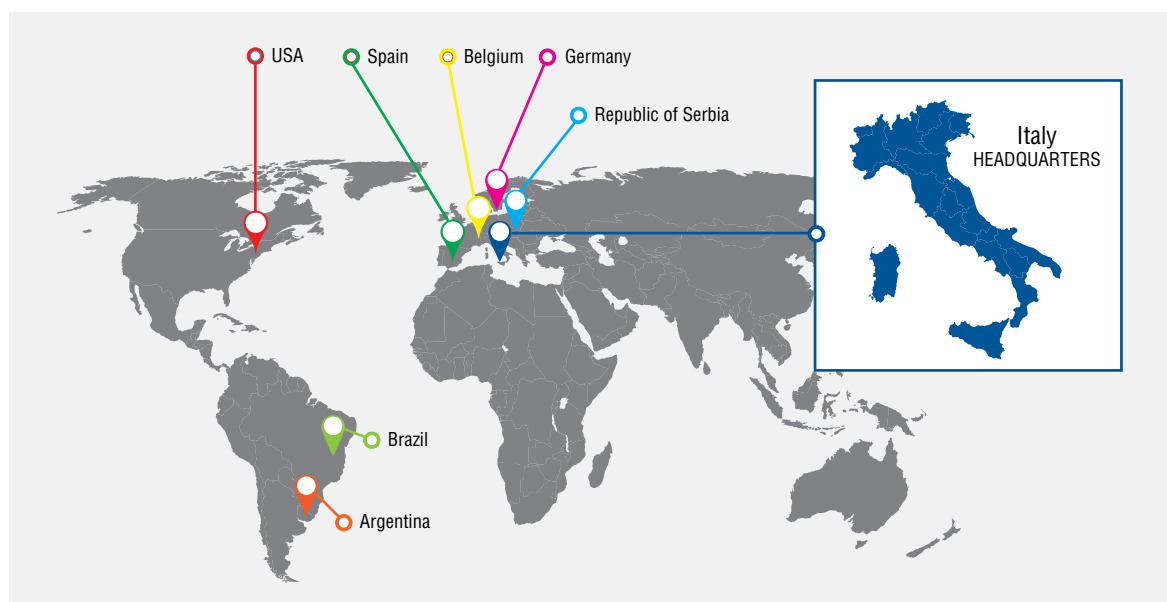 USA
Spain
Belgium
Germany
Republic of Serbia
Italy
HEADQUARTERS
Brazil
Argentina